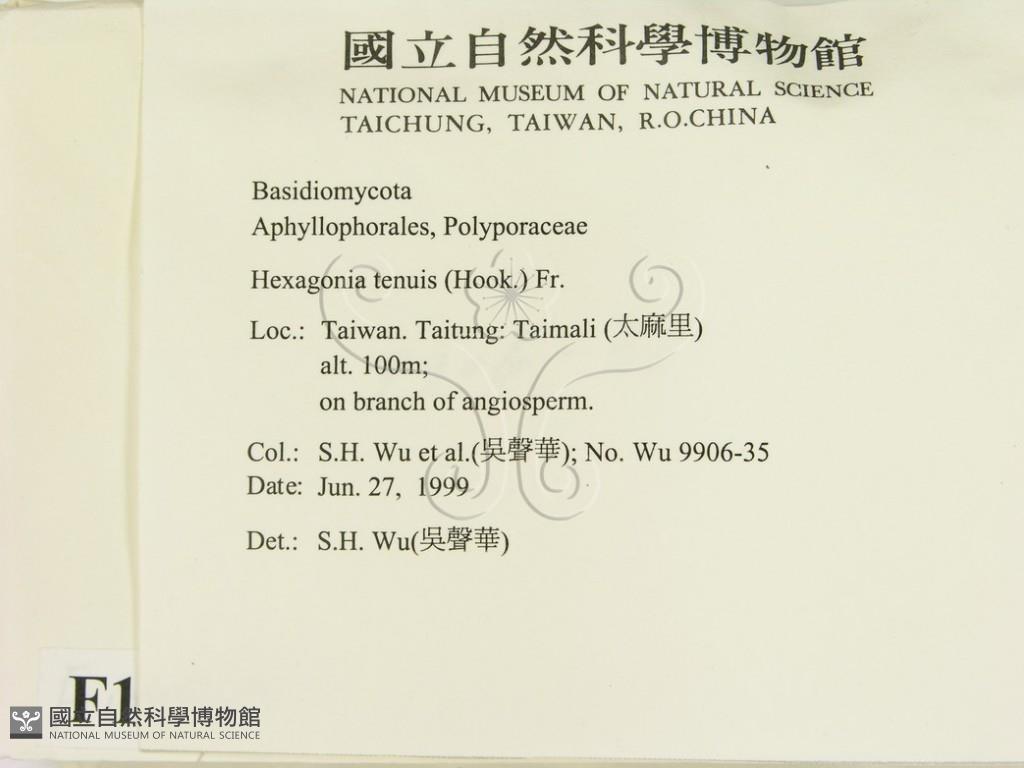 國立自然科學博物館
NATIONAL MUSEUM OF NATURAL SCIENCE
TAICHUNG, TAIWAN, R.O.CHINA
Basidiomycota
Aphyllophorales, Polyporaceae
Hexagonia tenuis (Hook.) Fr.
Loc.: Taiwan. Taitung: Taimali (太麻里)
alt. 100m;
on branch of angiosperm.
Col.: S.H. Wu et al.(吳聲華); No. Wu 9906-35
Date: Jun. 27, 1999
Det.: S.H. Wu(吳聲華)
F1
國立自然科學博物館
NATIONAL MUSEUM OF NATURAL SCIENCE